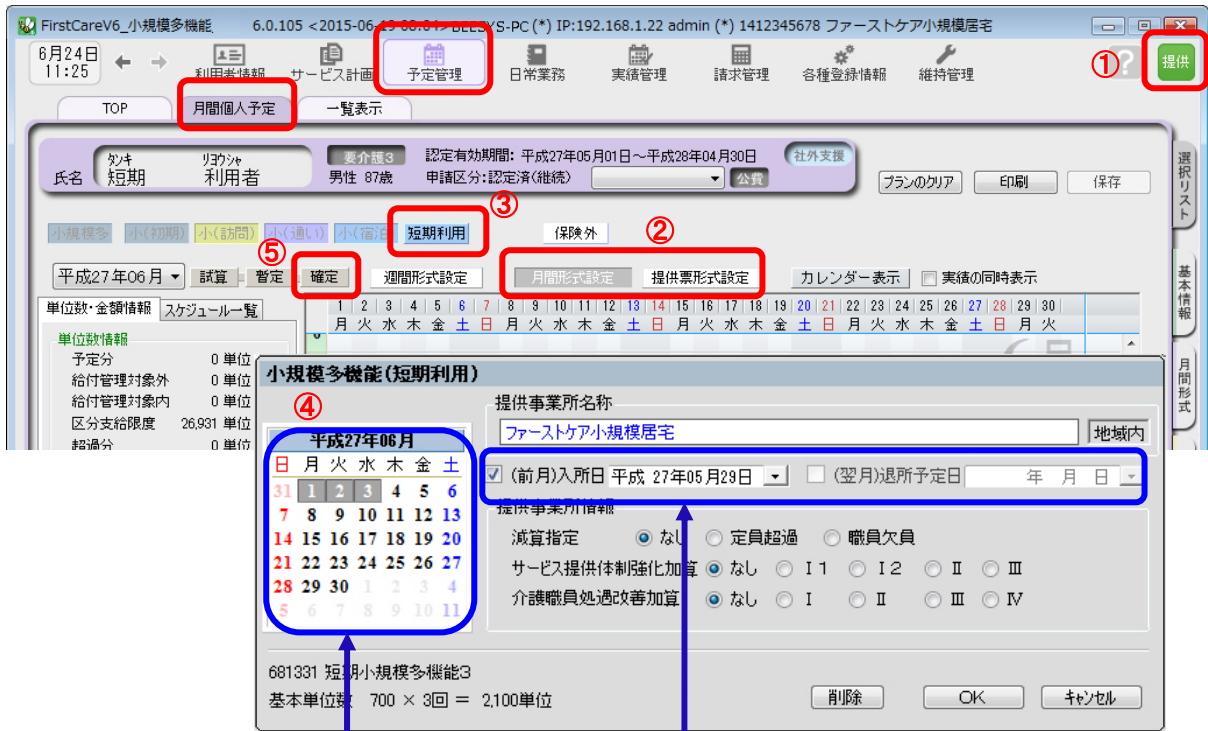 FirstCareV6_小規模多機能 6.0.105 <2015-06-19 08:04> BEESYS-PC (*) IP:192.168.1.22 admin (*) 1412345678 ファーストケア小規模居宅
6月24日
11:25
利用者情報 サービス計画 予定管理 日常業務 実績管理 請求管理 各種登録情報 維持管理 ① ? 提供
TOP 月間個人予定 一覧表示
氏名 タンキ リヨウシャ
短期 利用者
要介護3 認定有効期間: 平成27年05月01日～平成28年04月30日 社外支援
男性 87歳 申請区分:認定済(継続) 公費
プランのクリア 印刷 保存
選択リスト
③
小規模多 小(初期) 小(訪問) 小(通い) 小(宿泊) 短期利用 保険外
⑤ ②
平成27年06月 試算 暫定 確定 週間形式設定 月間形式設定 提供票形式設定 カレンダー表示 実績の同時表示
基本情報
単位数・金額情報 スケジュール一覧
1 2 3 4 5 6 7 8 9 10 11 12 13 14 15 16 17 18 19 20 21 22 23 24 25 26 27 28 29 30
月 火 水 木 金 土 日 月 火 水 木 金 土 日 月 火 水 木 金 土 日 月 火 水 木 金 土 日 月 火
0
単位数情報
予定分 0 単位
給付管理対象外 0 単位
給付管理対象内 0 単位
区分支給限度 26,931 単位
超過分 0 単位
月間形式
小規模多機能(短期利用)
④
平成27年06月
日 月 火 水 木 金 土
31 1 2 3 4 5 6
7 8 9 10 11 12 13
14 15 16 17 18 19 20
21 22 23 24 25 26 27
28 29 30 1 2 3 4
5 6 7 8 9 10 11
提供事業所名称
ファーストケア小規模居宅 地域内
(前月)入所日 平成 27年05月29日 (翌月)退所予定日 年 月 日
提供事業所情報
減算指定 なし 定員超過 職員欠員
サービス提供体制強化加算 なし Ⅰ1 Ⅰ2 Ⅱ Ⅲ
介護職員処遇改善加算 なし Ⅰ Ⅱ Ⅲ Ⅳ
681331 短期小規模多機能3
基本単位数 700 × 3回 = 2,100単位
削除 OK キャンセル